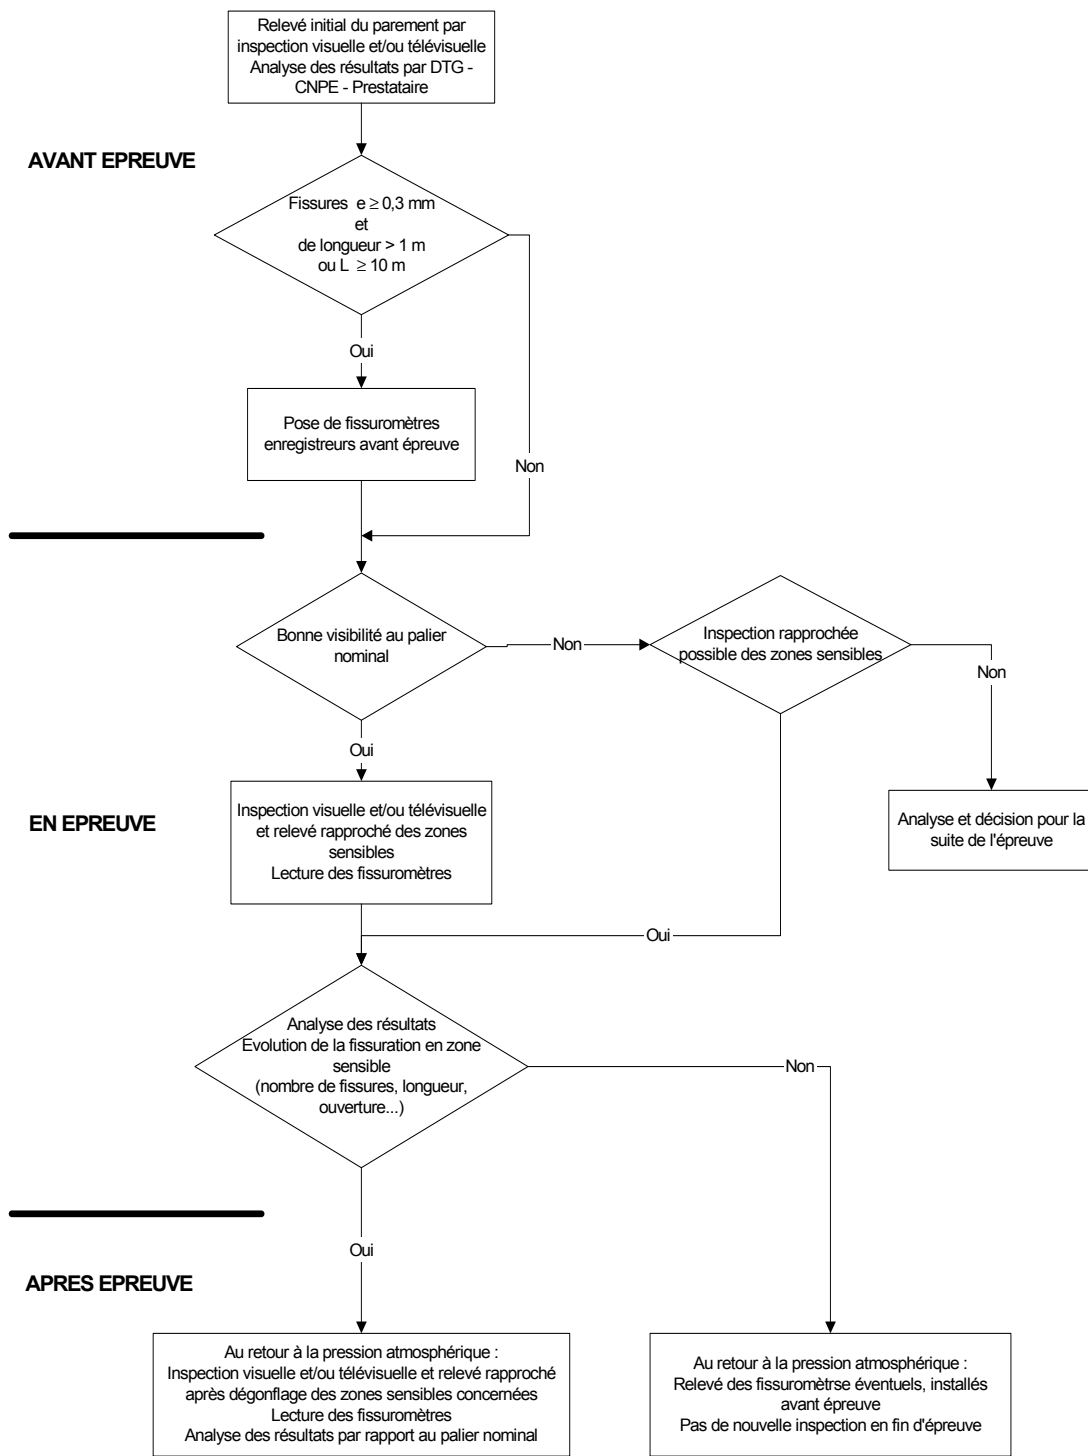 Relevé initial du parement par
inspection visuelle et/ou télévisuelle
Analyse des résultats par DTG -
CNPE - Prestataire
AVANT EPREUVE
Fissures e ≥ 0,3 mm
et
de longueur > 1 m
ou L ≥ 10 m
Oui
Pose de fissuromètres
enregistreurs avant épreuve
Non
Bonne visibilité au palier
nominal
Non
Inspection rapprochée
possible des zones sensibles
Non
Oui
EN EPREUVE
Inspection visuelle et/ou télévisuelle
et relevé rapproché des zones
sensibles
Lecture des fissuromètres
Analyse et décision pour la
suite de l'épreuve
Oui
Analyse des résultats
Evolution de la fissuration en zone
sensible
(nombre de fissures, longueur,
ouverture...)
Non
Oui
APRES EPREUVE
Au retour à la pression atmosphérique :
Inspection visuelle et/ou télévisuelle et relevé rapproché
après dégonflage des zones sensibles concernées
Lecture des fissuromètres
Analyse des résultats par rapport au palier nominal
Au retour à la pression atmosphérique :
Relevé des fissuromètrse éventuels, installés
avant épreuve
Pas de nouvelle inspection en fin d'épreuve